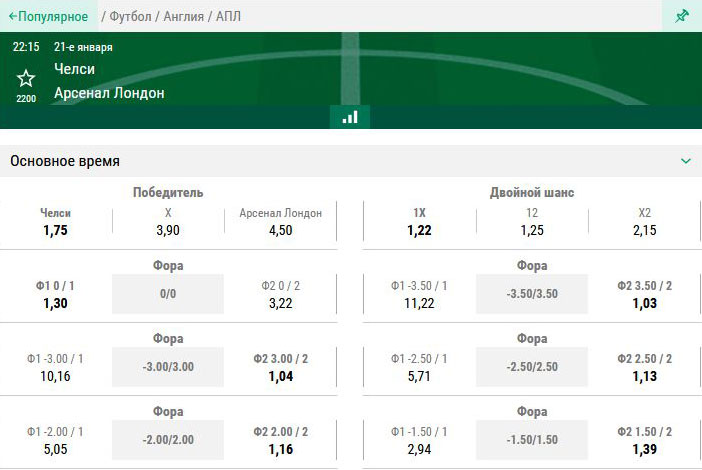 ←Популярное / Футбол / Англия / АПЛ
22:15 21-е января
Челси
2200 Арсенал Лондон
Основное время
Победитель Двойной шанс
Челси X Арсенал Лондон 1X 12 X2
1,75 3,90 4,50 1,22 1,25 2,15
Фора Фора
Ф1 0 / 1 0/0 Ф2 0 / 2 Ф1 -3.50 / 1 -3.50/3.50 Ф2 3.50 / 2
1,30 3,22 11,22 1,03
Фора Фора
Ф1 -3.00 / 1 -3.00/3.00 Ф2 3.00 / 2 Ф1 -2.50 / 1 -2.50/2.50 Ф2 2.50 / 2
10,16 1,04 5,71 1,13
Фора Фора
Ф1 -2.00 / 1 -2.00/2.00 Ф2 2.00 / 2 Ф1 -1.50 / 1 -1.50/1.50 Ф2 1.50 / 2
5,05 1,16 2,94 1,39